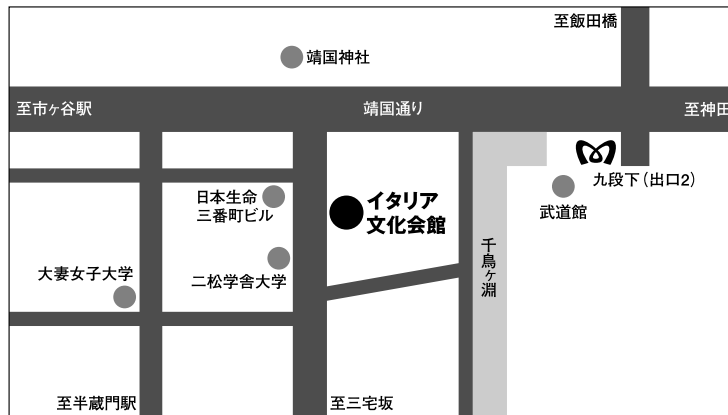 至飯田橋
靖国神社
至市ヶ谷駅
靖国通り
至神田
九段下（出口2）
日本生命
三番町ビル
イタリア
文化会館
武道館
千鳥ヶ淵
大妻女子大学
二松学舎大学
至半蔵門駅
至三宅坂